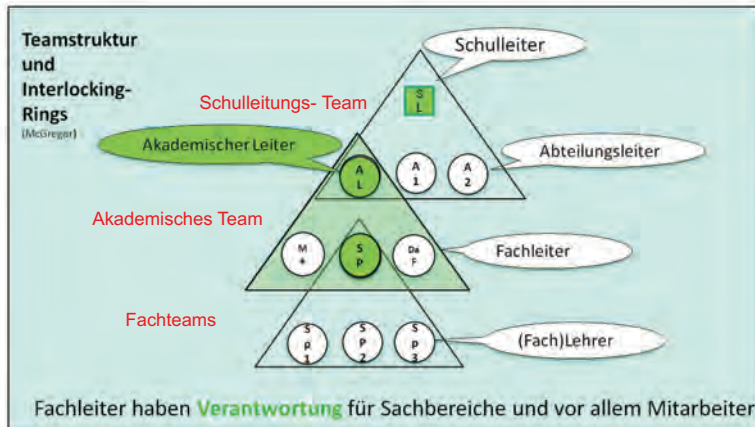 Teamstruktur
und
Interlocking-
Rings
(McGregor)
Schulleiter
Schulleitungs- Team
S
L
Akademischer Leiter
Abteilungsleiter
A
L
A
1
A
2
Akademisches Team
M
+
S
P
Da
F
Fachleiter
Fachteams
S
p
1
S
P
2
S
p
3
(Fach)Lehrer
Fachleiter haben Verantwortung für Sachbereiche und vor allem Mitarbeiter